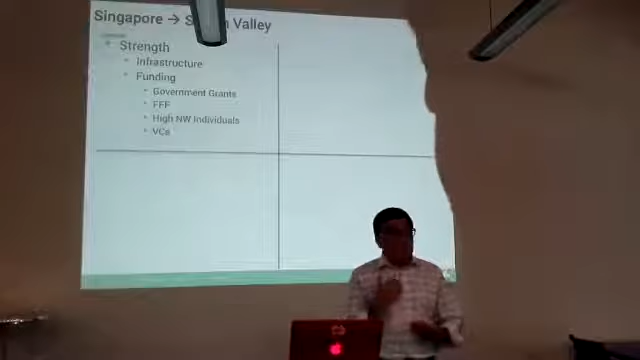 Singapore → Valley
Strength
Infrastructure
Funding
Government Grants
FFF
High NW Individuals
VCs